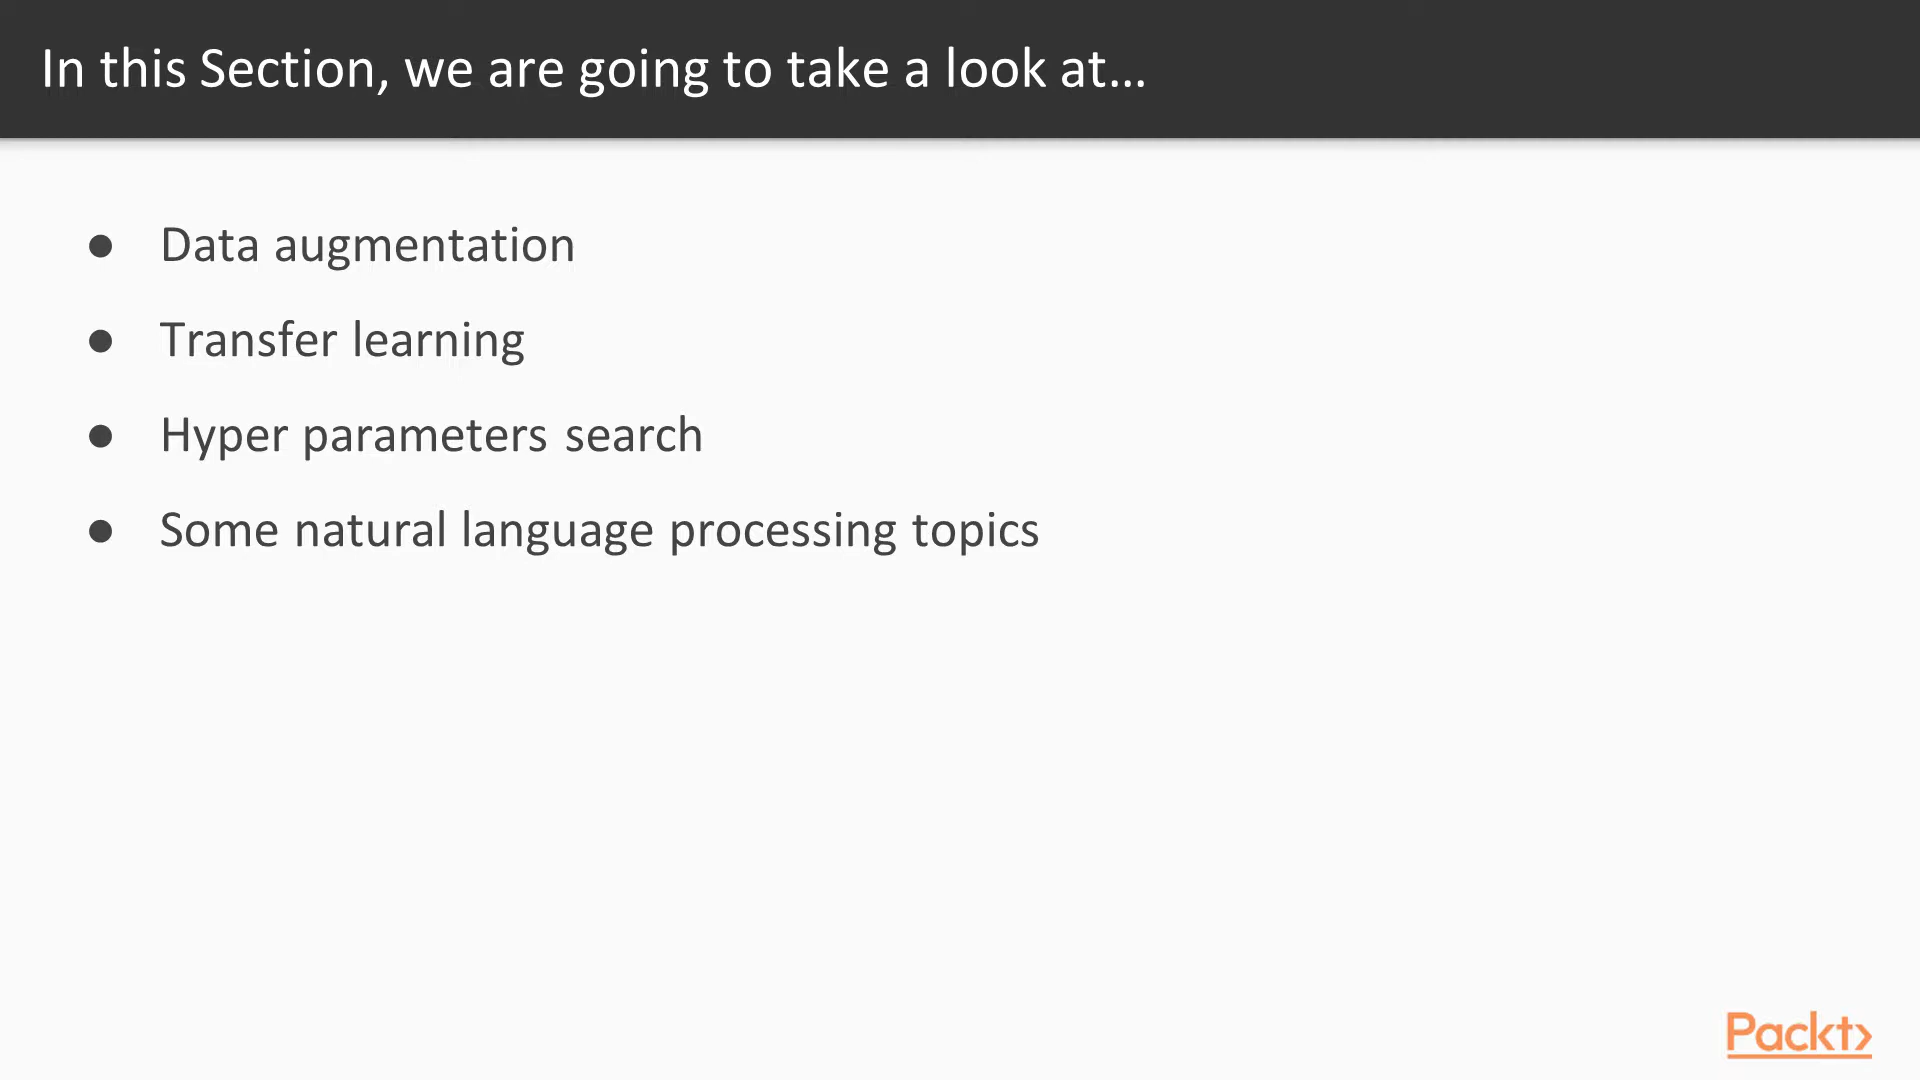 In this Section, we are going to take a look at...
● Data augmentation
● Transfer learning
● Hyper parameters search
● Some natural language processing topics
Packt>